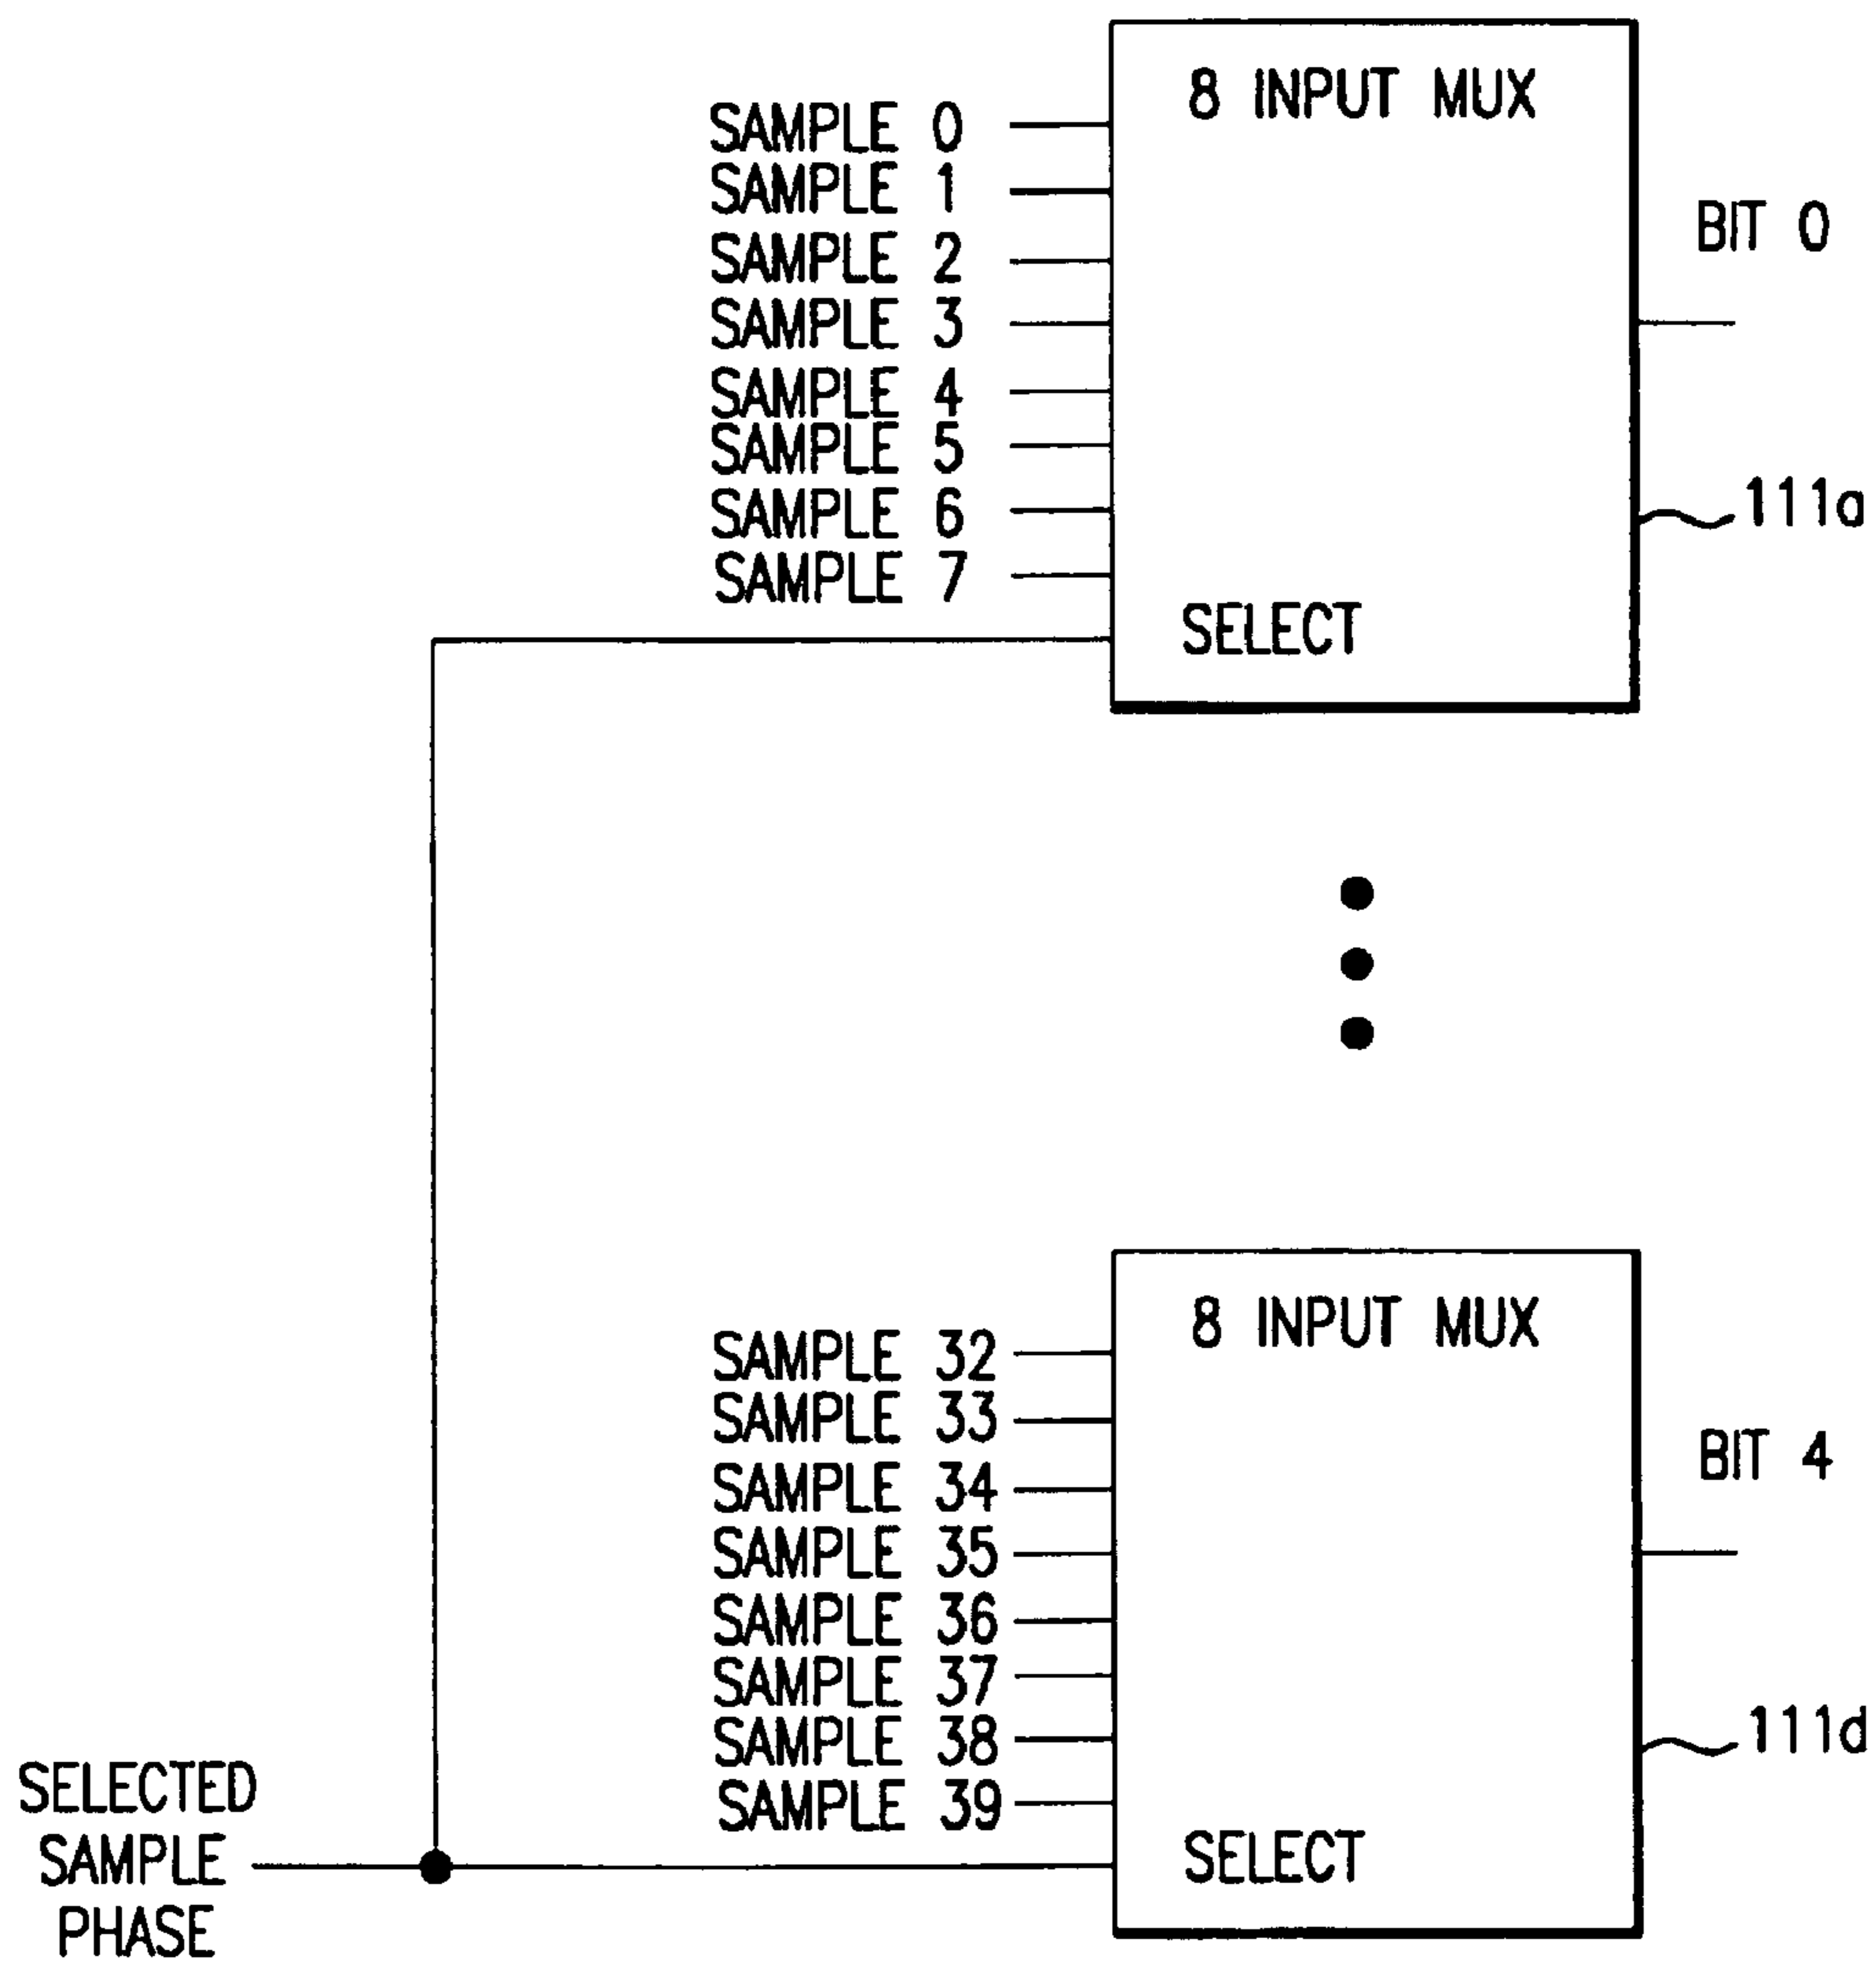 8 INPUT MUX
SAMPLE 0
SAMPLE 1
SAMPLE 2
SAMPLE 3
SAMPLE 4
SAMPLE 5
SAMPLE 6
SAMPLE 7
SELECT
BIT 0
111a
8 INPUT MUX
SAMPLE 32
SAMPLE 33
SAMPLE 34
SAMPLE 35
SAMPLE 36
SAMPLE 37
SAMPLE 38
SAMPLE 39
SELECT
BIT 4
111d
SELECTED
SAMPLE
PHASE